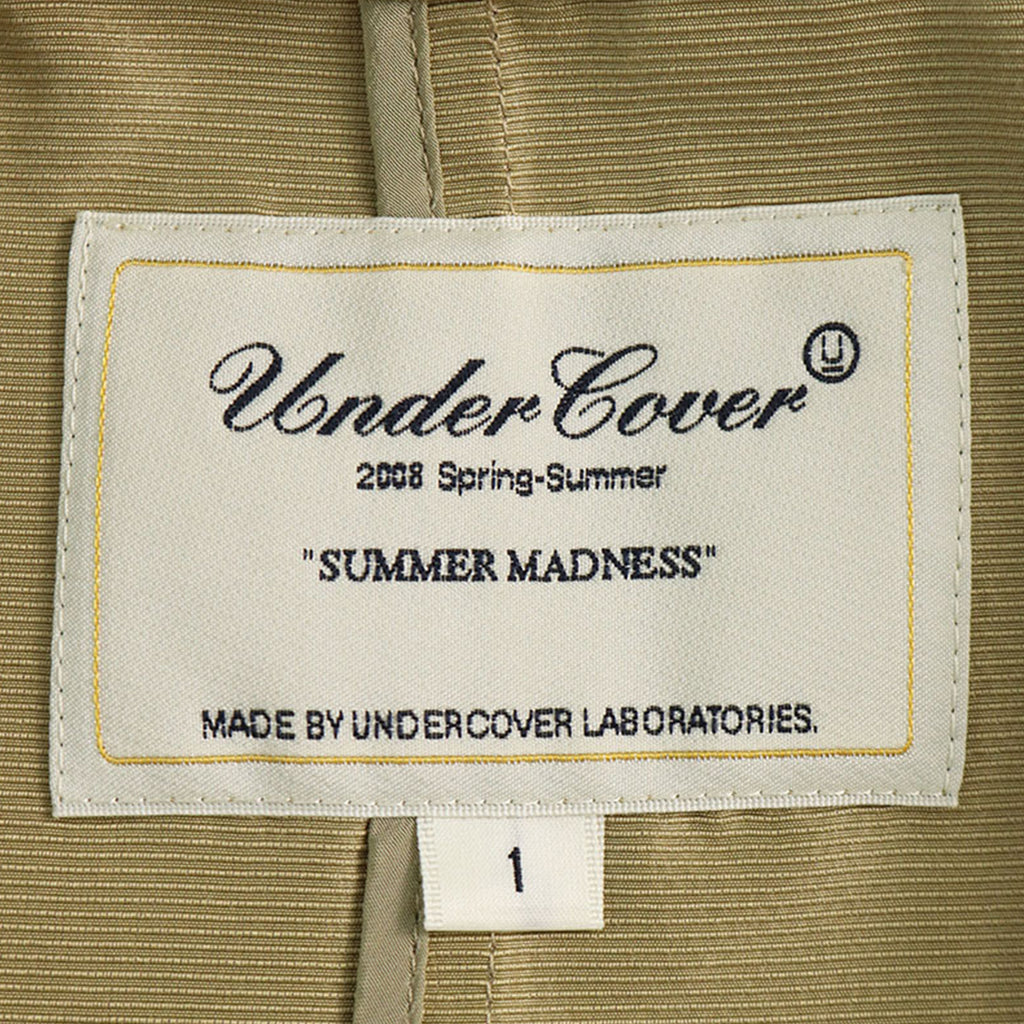 UnderCover U
2008 Spring-Summer
"SUMMER MADNESS"
MADE BY UNDERCOVER LABORATORIES.
1